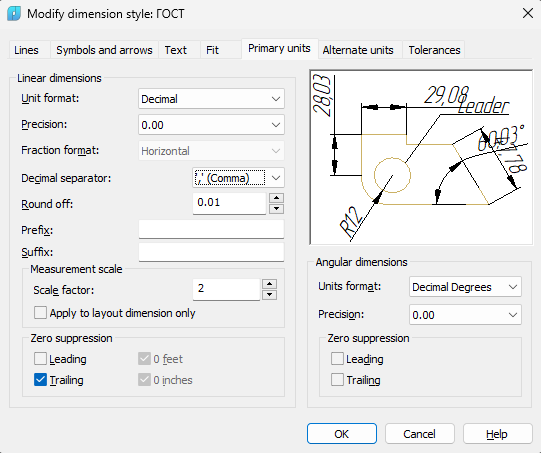 Modify dimension style: ГОСТ
Lines
Symbols and arrows
Text
Fit
Primary units
Alternate units
Tolerances
Linear dimensions
Unit format:
Decimal
Precision:
0.00
Fraction format:
Horizontal
Decimal separator:
',' (Comma)
Round off:
0.01
Prefix:
Suffix:
Measurement scale
Scale factor:
2
Apply to layout dimension only
Zero suppression
Leading
0 feet
Trailing
0 inches
28,03
29,08
Leader
60,03°
R12
Angular dimensions
Units format:
Decimal Degrees
Precision:
0.00
Zero suppression
Leading
Trailing
OK
Cancel
Help